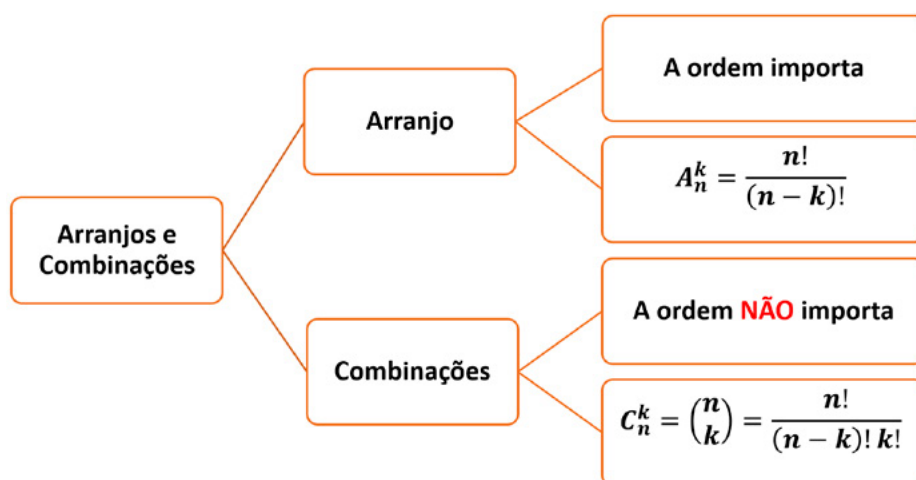 Arranjos e
Combinações
Arranjo
A ordem importa
A_n^k = n! / (n − k)!
Combinações
A ordem NÃO importa
C_n^k = (n k) = n! / (n − k)! k!